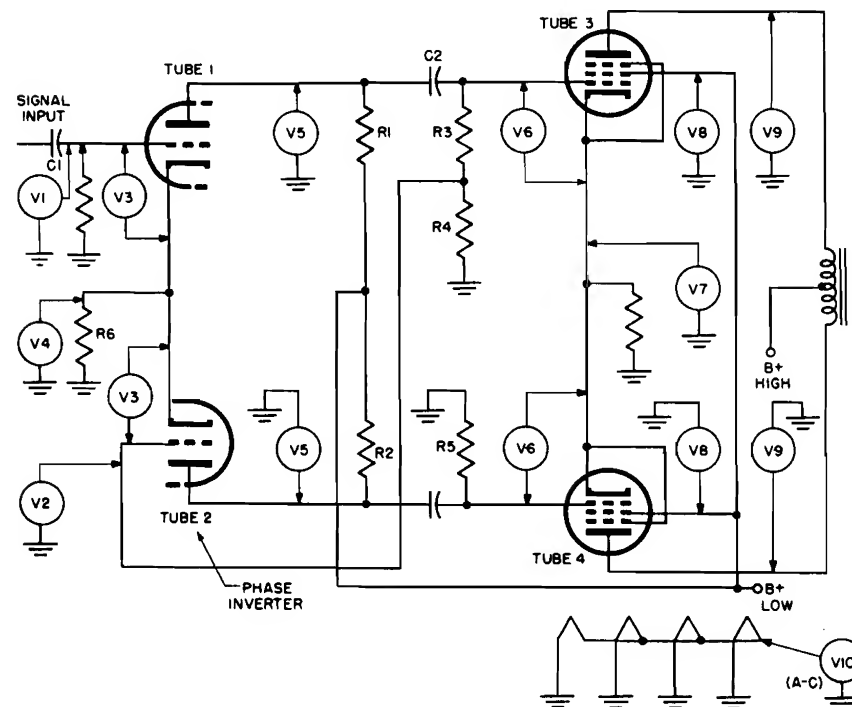 TUBE 3
TUBE 1
C2
SIGNAL
INPUT
C1
V1
V3
V5
R1
R3
V6
V8
V9
R4
V4
R6
V7
B+
HIGH
V3
V5
R2
R5
V6
V8
V9
V2
TUBE 2
TUBE 4
PHASE
INVERTER
B+
LOW
V10
(A-C)